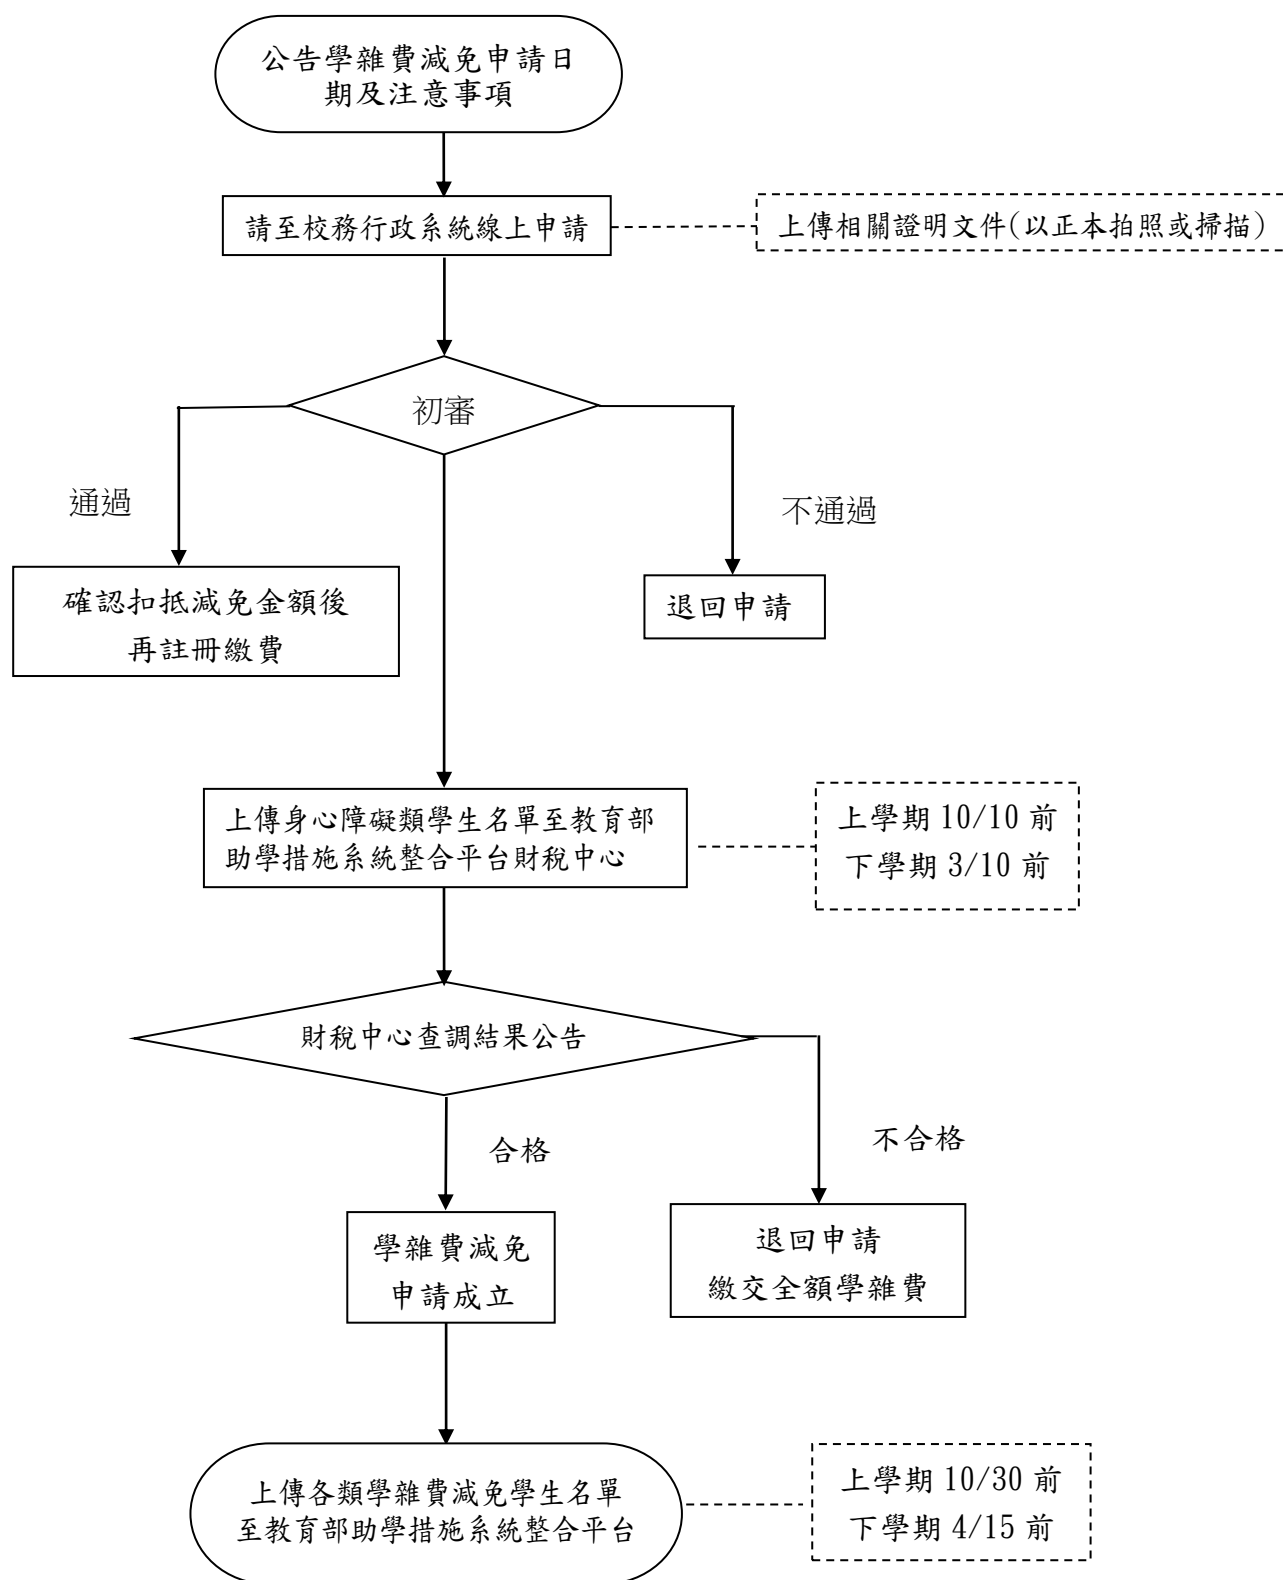 公告學雜費減免申請日
期及注意事項
請至校務行政系統線上申請
上傳相關證明文件(以正本拍照或掃描)
初審
通過
不通過
確認扣抵減免金額後
再註冊繳費
退回申請
上傳身心障礙類學生名單至教育部
助學措施系統整合平台財稅中心
上學期 10/10 前
下學期 3/10 前
財稅中心查調結果公告
合格
不合格
學雜費減免
申請成立
退回申請
繳交全額學雜費
上傳各類學雜費減免學生名單
至教育部助學措施系統整合平台
上學期 10/30 前
下學期 4/15 前